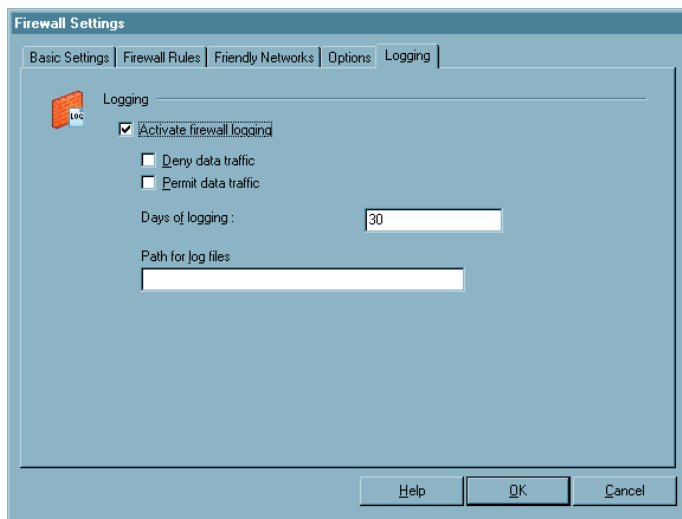 Firewall Settings
Basic Settings Firewall Rules Friendly Networks Options Logging
Logging
LOG
Activate firewall logging
Deny data traffic
Permit data traffic
Days of logging : 30
Path for log files
Help OK Cancel